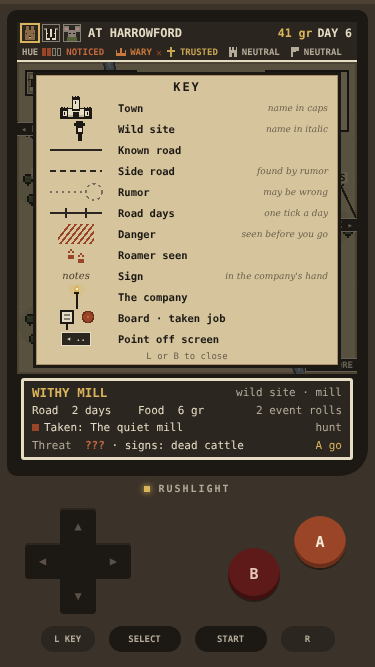 AT HARROWFORD 41 gr DAY 6
HUE NOTICED WARY × TRUSTED NEUTRAL NEUTRAL
KEY
Town name in caps
Wild site name in italic
Known road
Side road found by rumor
Rumor may be wrong
Road days one tick a day
Danger seen before you go
Roamer seen
notes Sign in the company's hand
The company
Board · taken job
◂ .. Point off screen
L or B to close
WITHY MILL wild site · mill
Road 2 days Food 6 gr 2 event rolls
Taken: The quiet mill hunt
Threat ??? · signs: dead cattle A go
RUSHLIGHT
A
B
L KEY SELECT START R